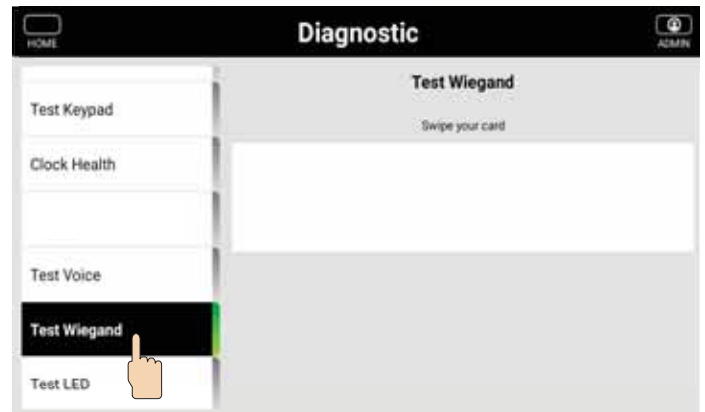 HOME
Diagnostic
ADMIN
Test Keypad
Clock Health
Test Voice
Test Wiegand
Test LED
Test Wiegand
Swipe your card